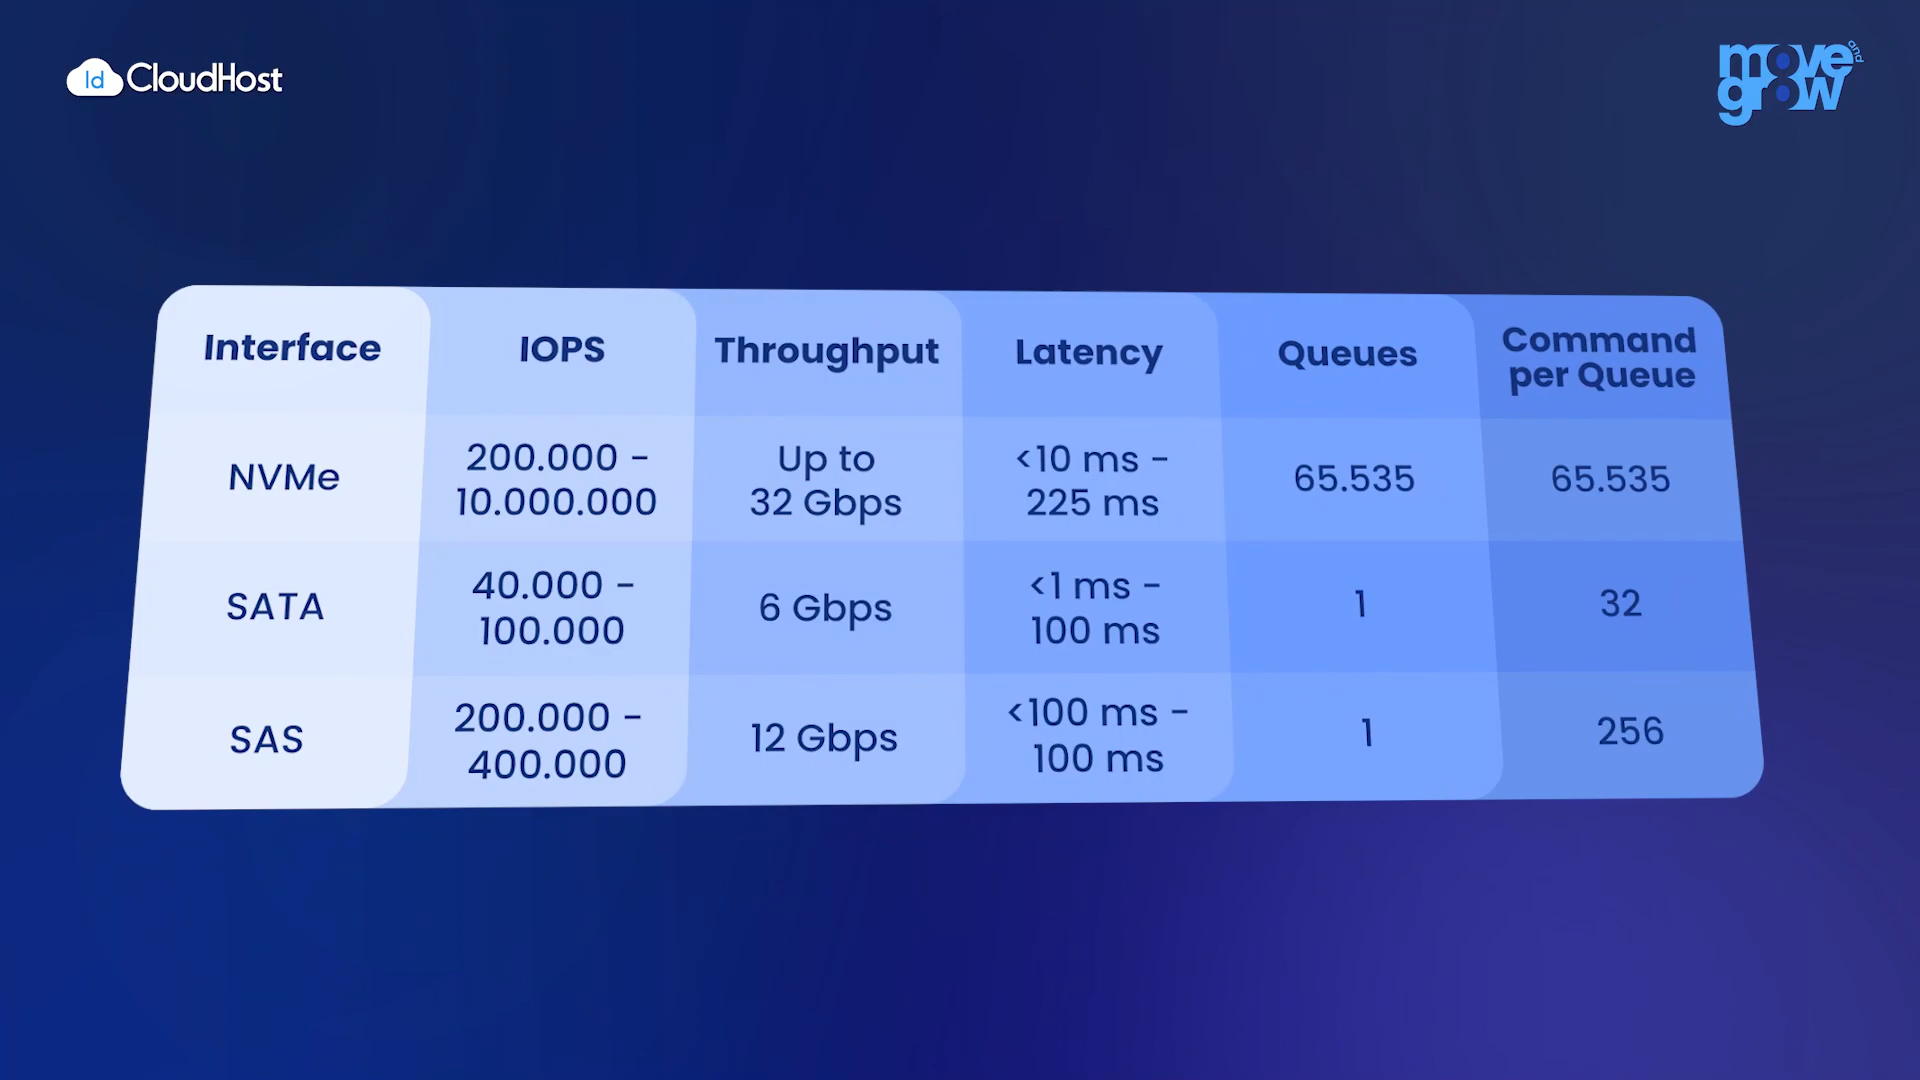 Id CloudHost
move and
grow
Interface
IOPS
Throughput
Latency
Queues
Command
per Queue
NVMe
200.000 -
10.000.000
Up to
32 Gbps
<10 ms -
225 ms
65.535
65.535
SATA
40.000 -
100.000
6 Gbps
<1 ms -
100 ms
1
32
SAS
200.000 -
400.000
12 Gbps
<100 ms -
100 ms
1
256